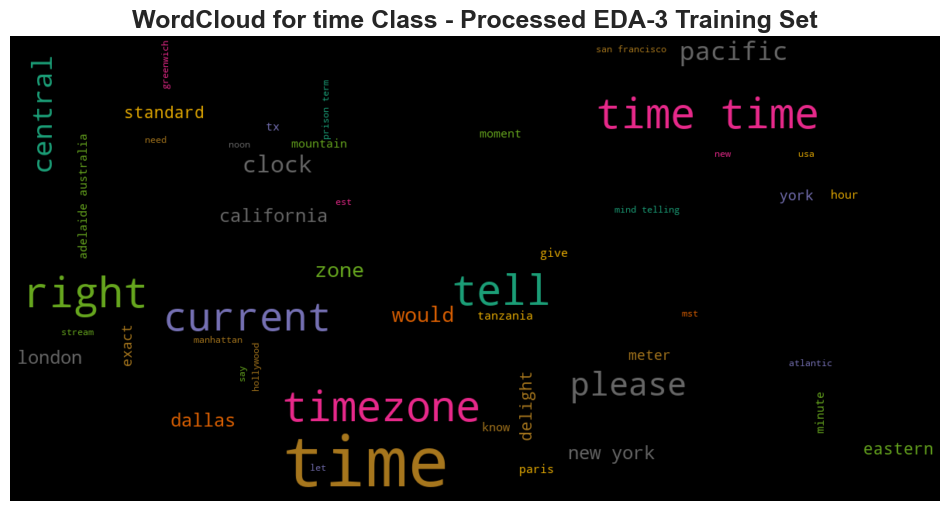 WordCloud for time Class - Processed EDA-3 Training Set
greenwich
san francisco
pacific
central
standard
prison term
time time
tx
moment
need
noon
mountain
clock
new
usa
adelaide australia
california
est
mind telling
york
hour
give
zone
right
tell
current
would
tanzania
mst
stream
london
exact
manhattan
say
hollywood
meter
atlantic
please
delight
minute
timezone
dallas
know
time
let
paris
new york
eastern